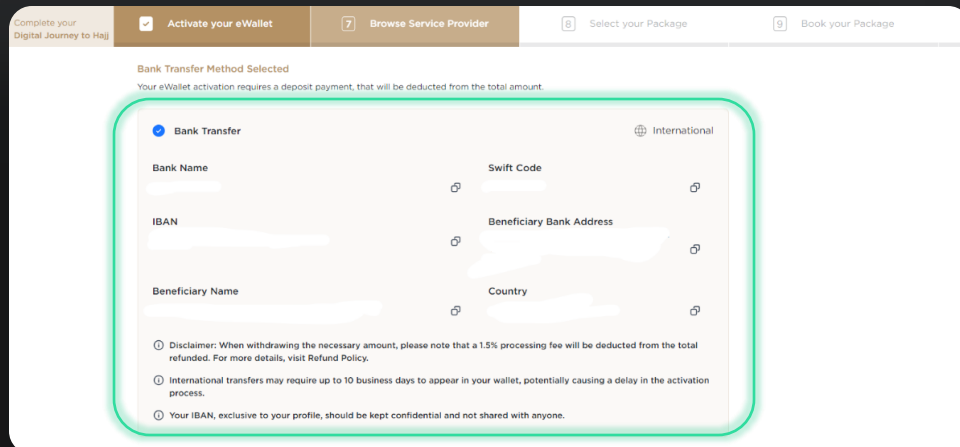 Complete your
Digital Journey to Hajj
Activate your eWallet
7 Browse Service Provider
8 Select your Package
9 Book your Package
Bank Transfer Method Selected
Your eWallet activation requires a deposit payment, that will be deducted from the total amount.
Bank Transfer
International
Bank Name
Swift Code
IBAN
Beneficiary Bank Address
Beneficiary Name
Country
Disclaimer: When withdrawing the necessary amount, please note that a 1.5% processing fee will be deducted from the total
refunded. For more details, visit Refund Policy.
International transfers may require up to 10 business days to appear in your wallet, potentially causing a delay in the activation
process.
Your IBAN, exclusive to your profile, should be kept confidential and not shared with anyone.